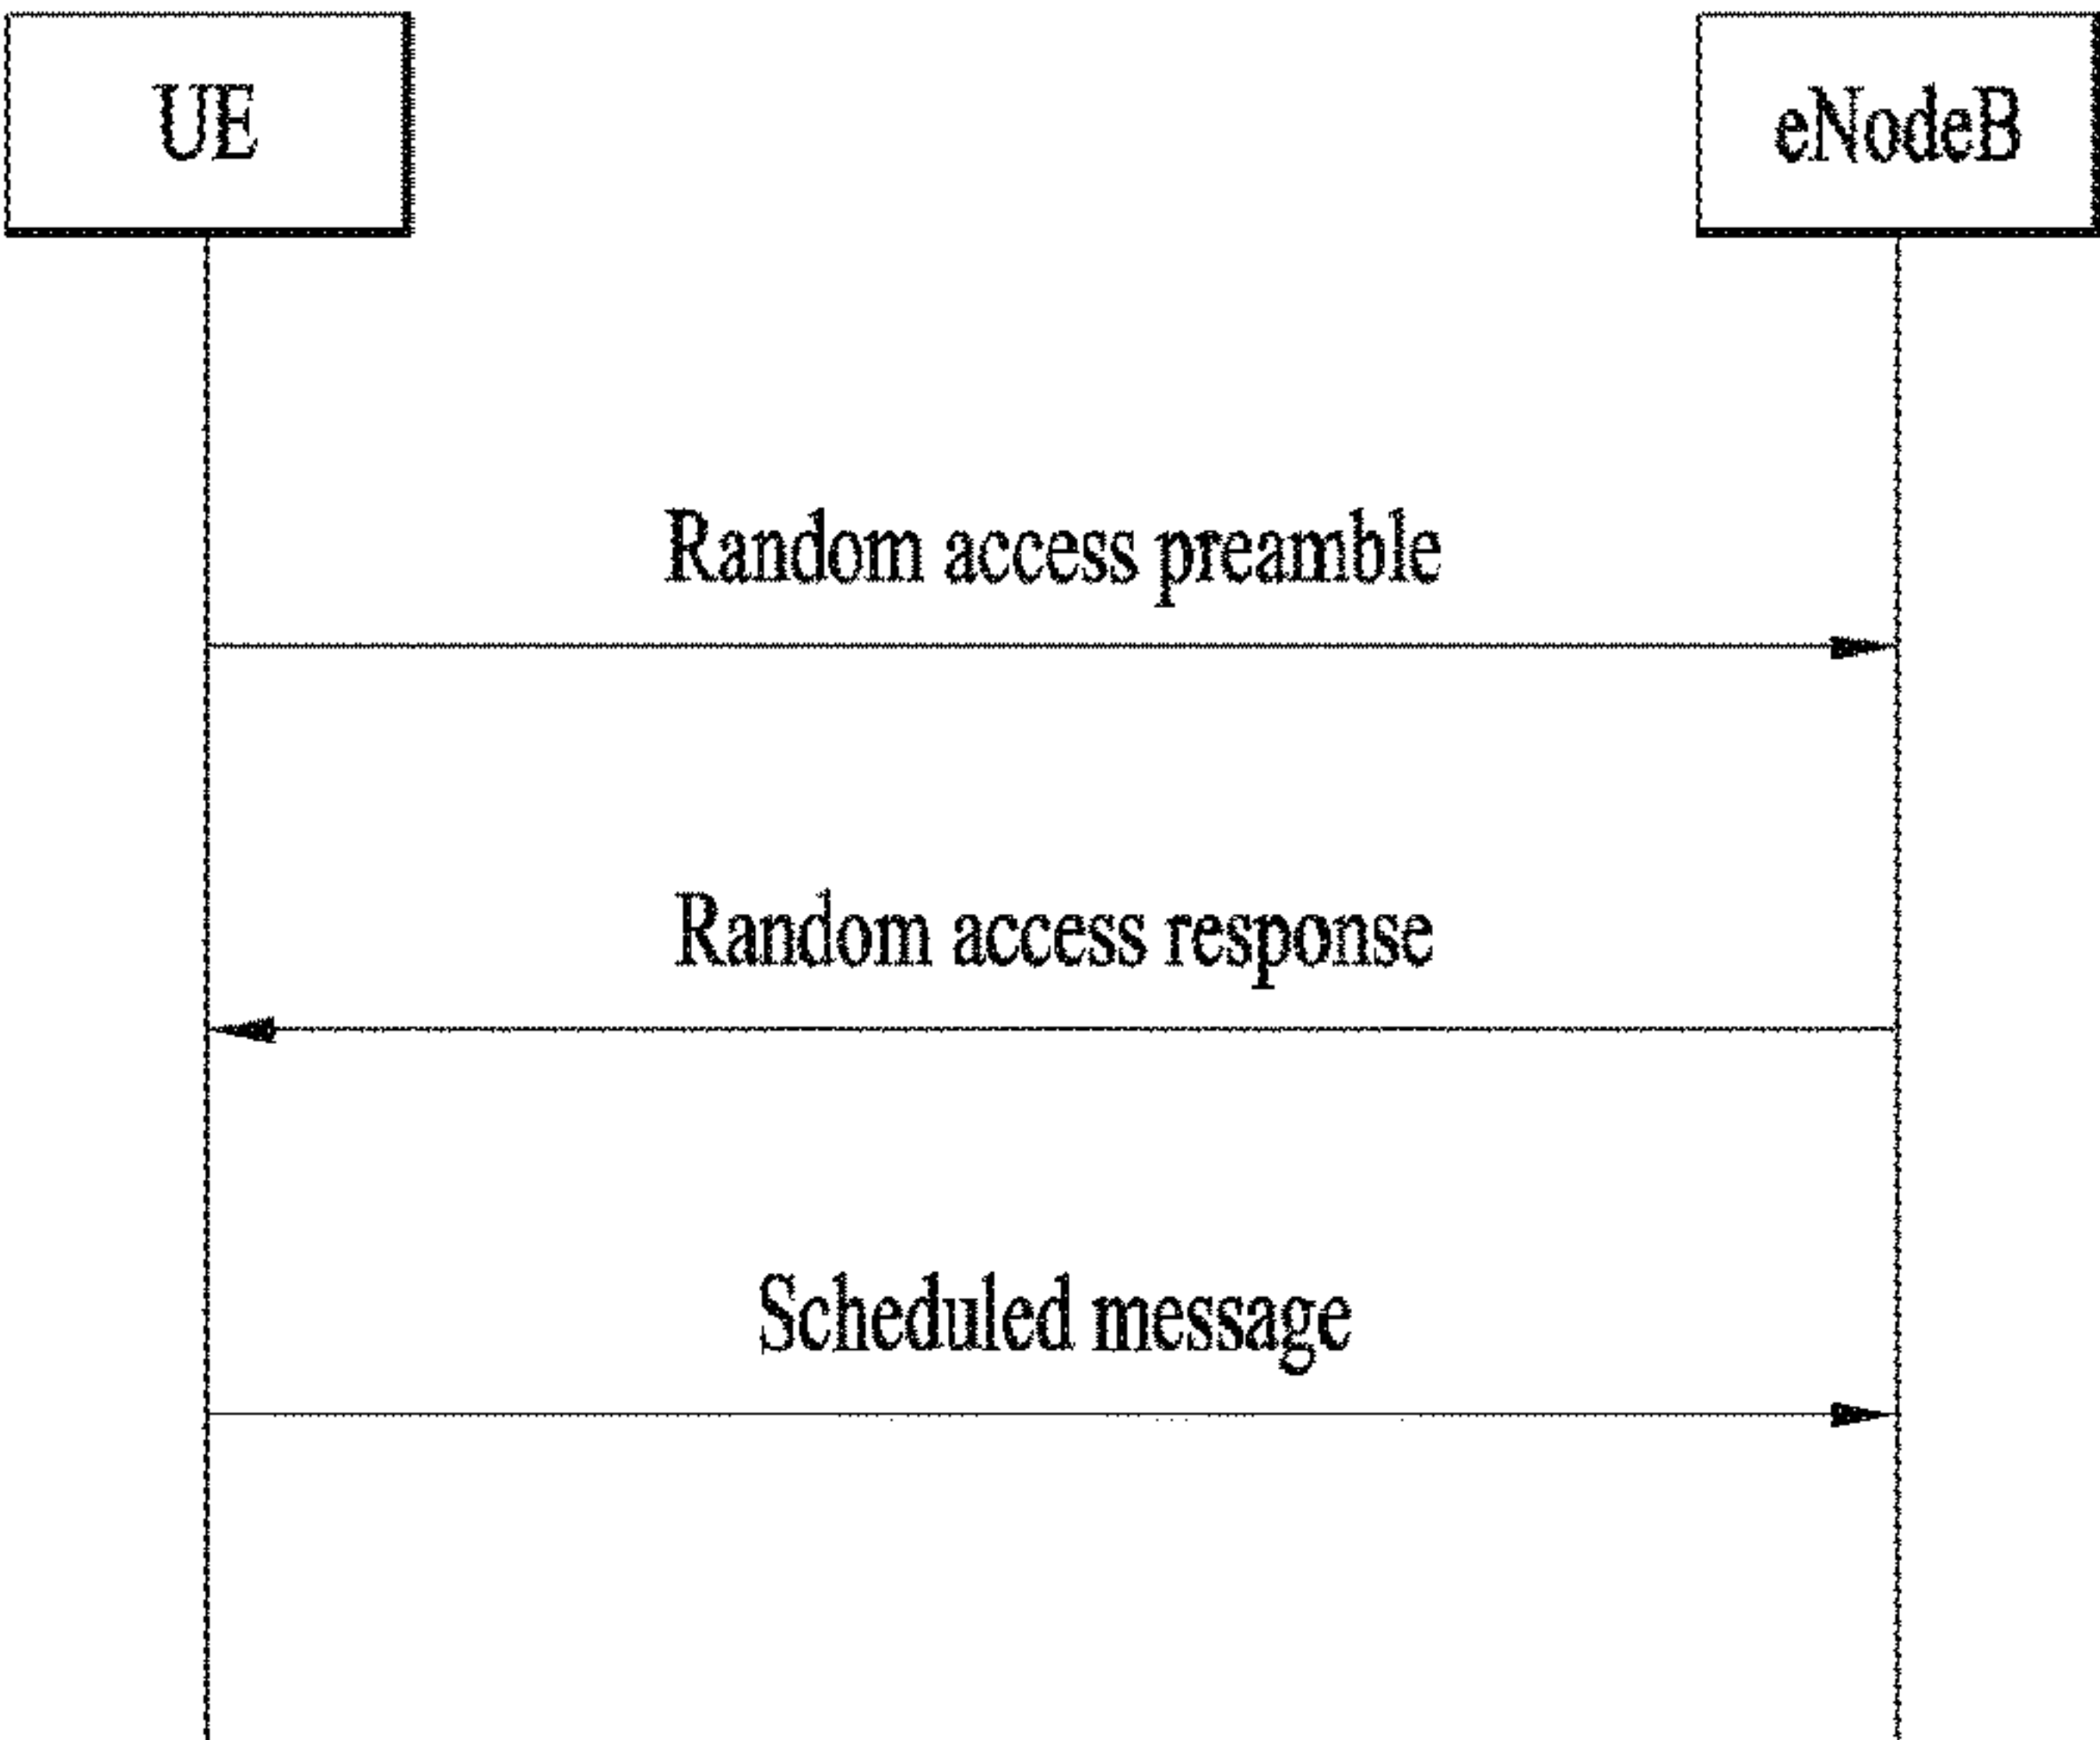 UE
eNodeB
Random access preamble
Random access response
Scheduled message